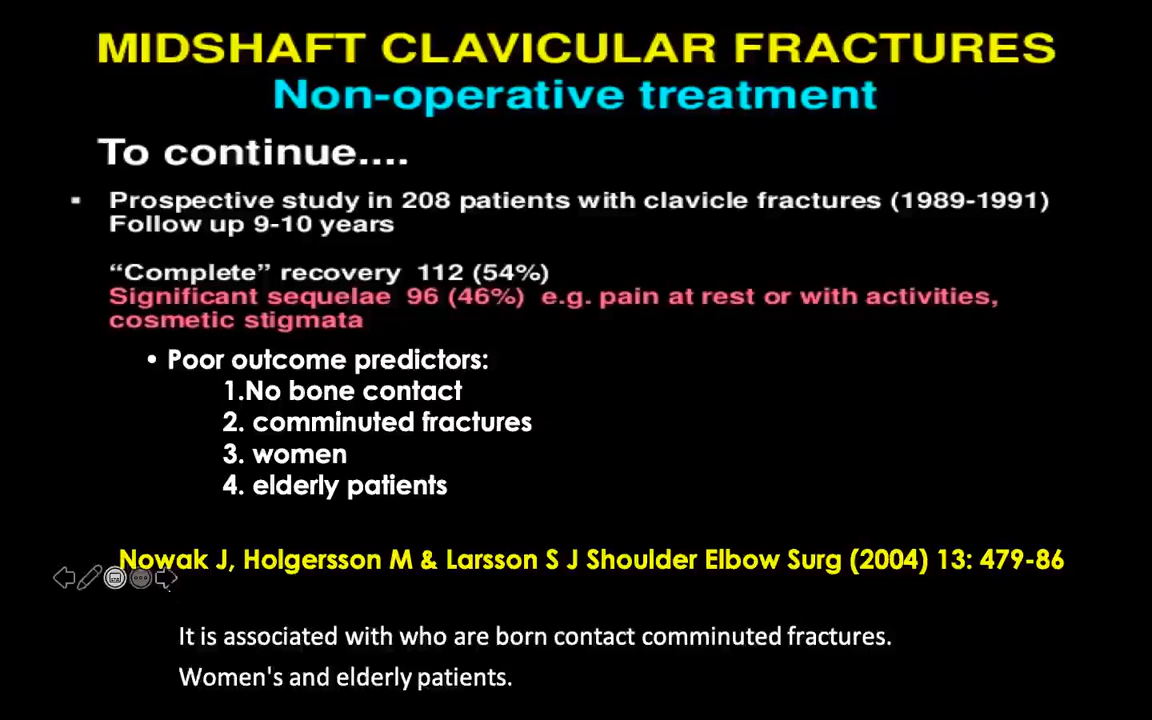 MIDSHAFT CLAVICULAR FRACTURES
Non-operative treatment
To continue....
▪ Prospective study in 208 patients with clavicle fractures (1989-1991)
Follow up 9-10 years
“Complete” recovery 112 (54%)
Significant sequelae 96 (46%) e.g. pain at rest or with activities,
cosmetic stigmata
• Poor outcome predictors:
1.No bone contact
2. comminuted fractures
3. women
4. elderly patients
Nowak J, Holgersson M & Larsson S J Shoulder Elbow Surg (2004) 13: 479-86
It is associated with who are born contact comminuted fractures.
Women's and elderly patients.